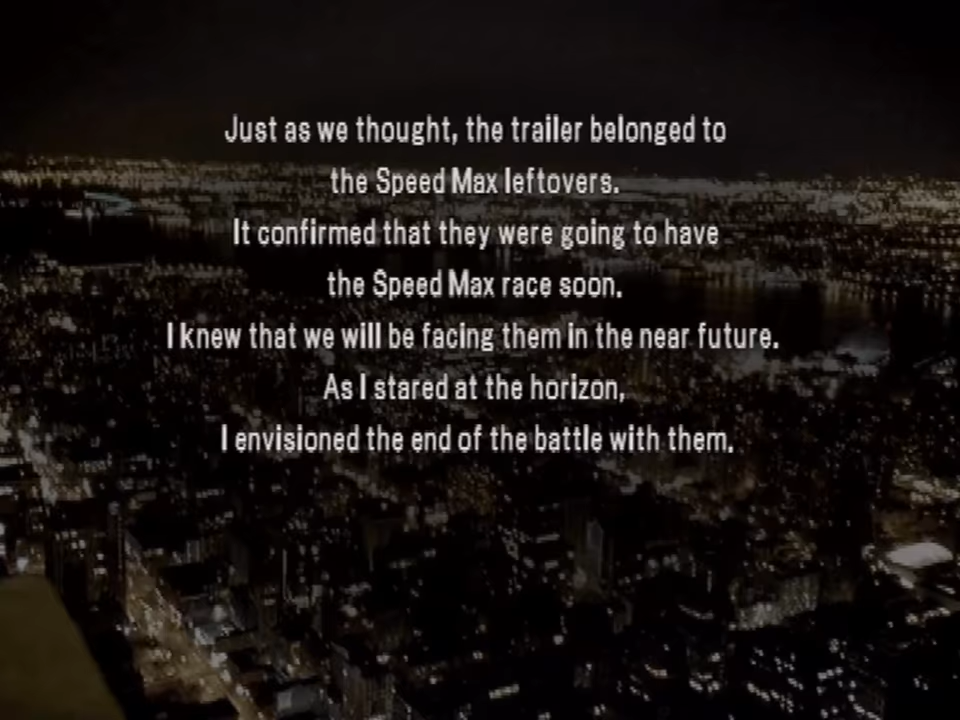 Just as we thought, the trailer belonged to
the Speed Max leftovers.
It confirmed that they were going to have
the Speed Max race soon.
I knew that we will be facing them in the near future.
As I stared at the horizon,
I envisioned the end of the battle with them.